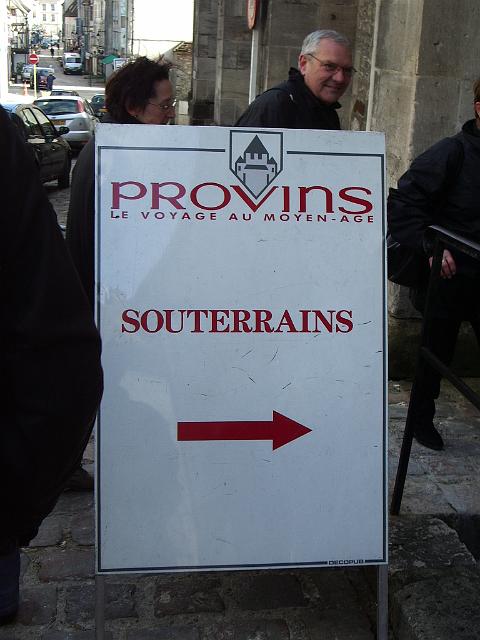 PROVINS
LE VOYAGE AU MOYEN-AGE
SOUTERRAINS
DECOPUB